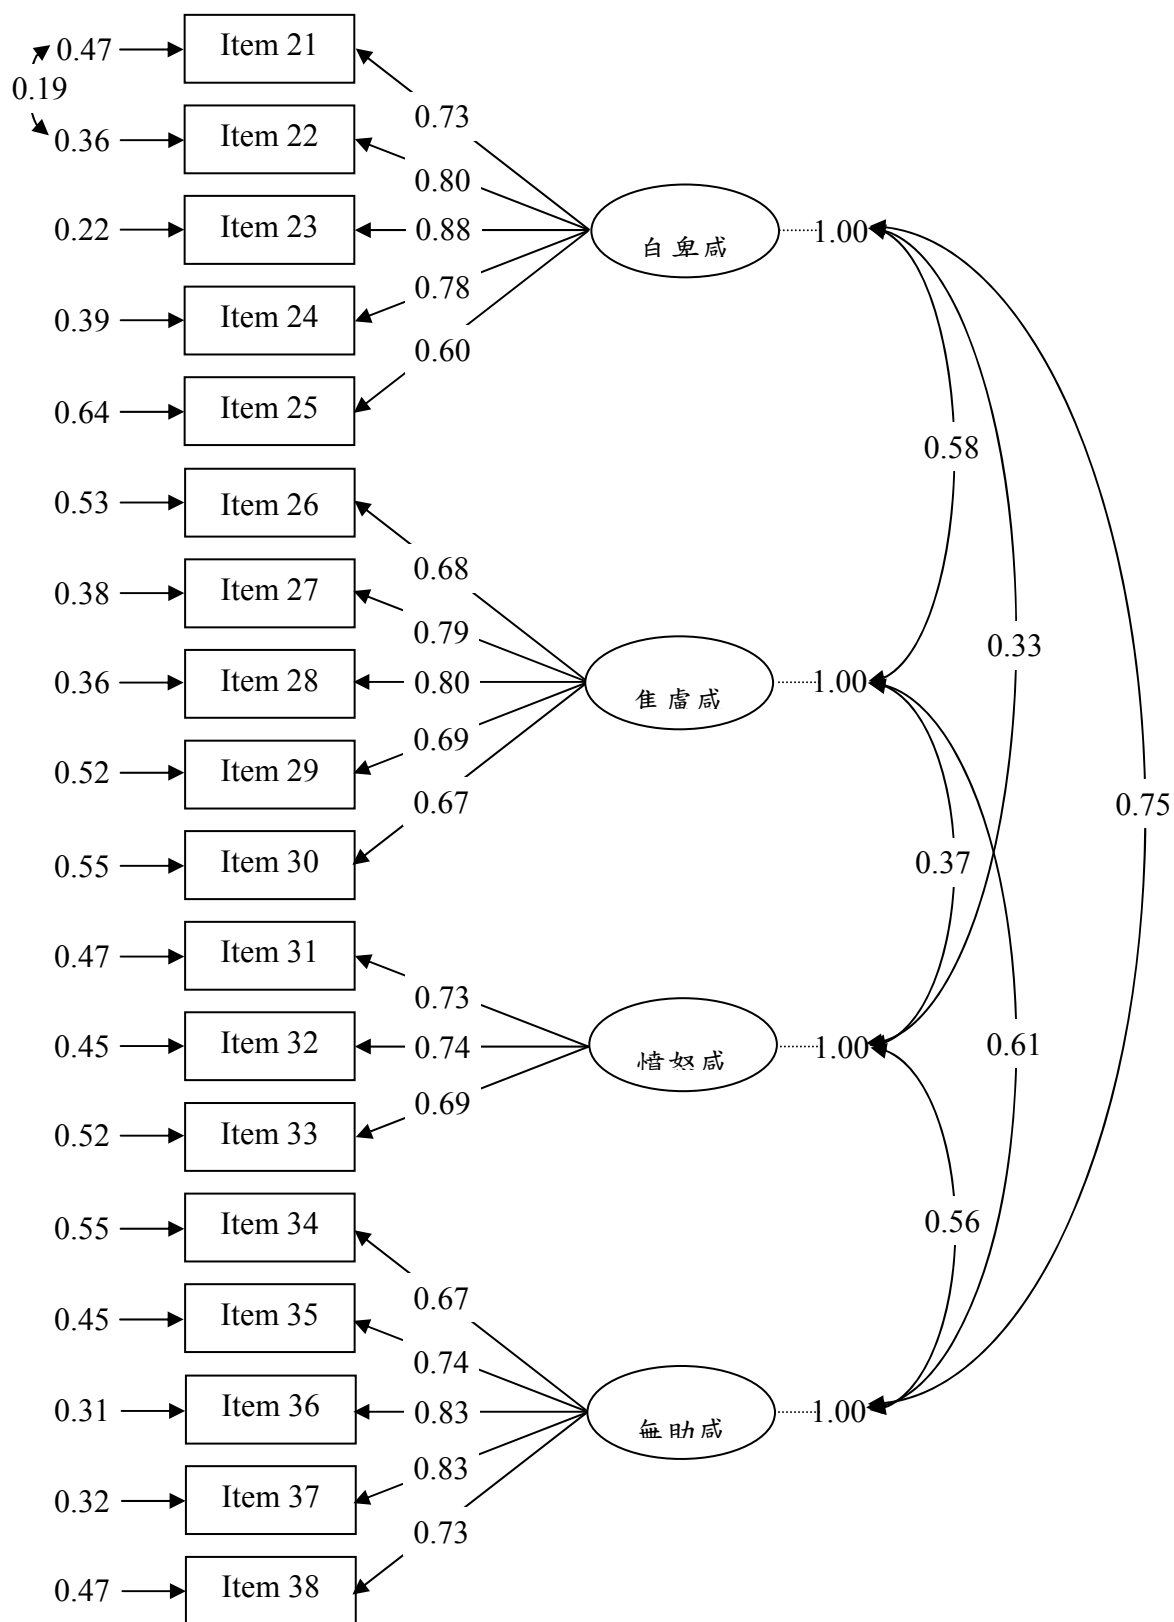 0.47 Item 21
0.19
0.73
0.36 Item 22
0.80
0.22 Item 23 0.88 自卑感 1.00
0.78
0.39 Item 24
0.60
0.64 Item 25
0.58
0.53 Item 26
0.68
0.38 Item 27
0.79
0.33
0.36 Item 28 0.80 焦慮感 1.00
0.69
0.52 Item 29
0.67
0.75
0.55 Item 30
0.37
0.47 Item 31
0.73
0.45 Item 32 0.74 憤怒感 1.00
0.61
0.69
0.52 Item 33
0.56
0.55 Item 34
0.67
0.45 Item 35
0.74
0.31 Item 36 0.83 無助感 1.00
0.83
0.32 Item 37
0.73
0.47 Item 38